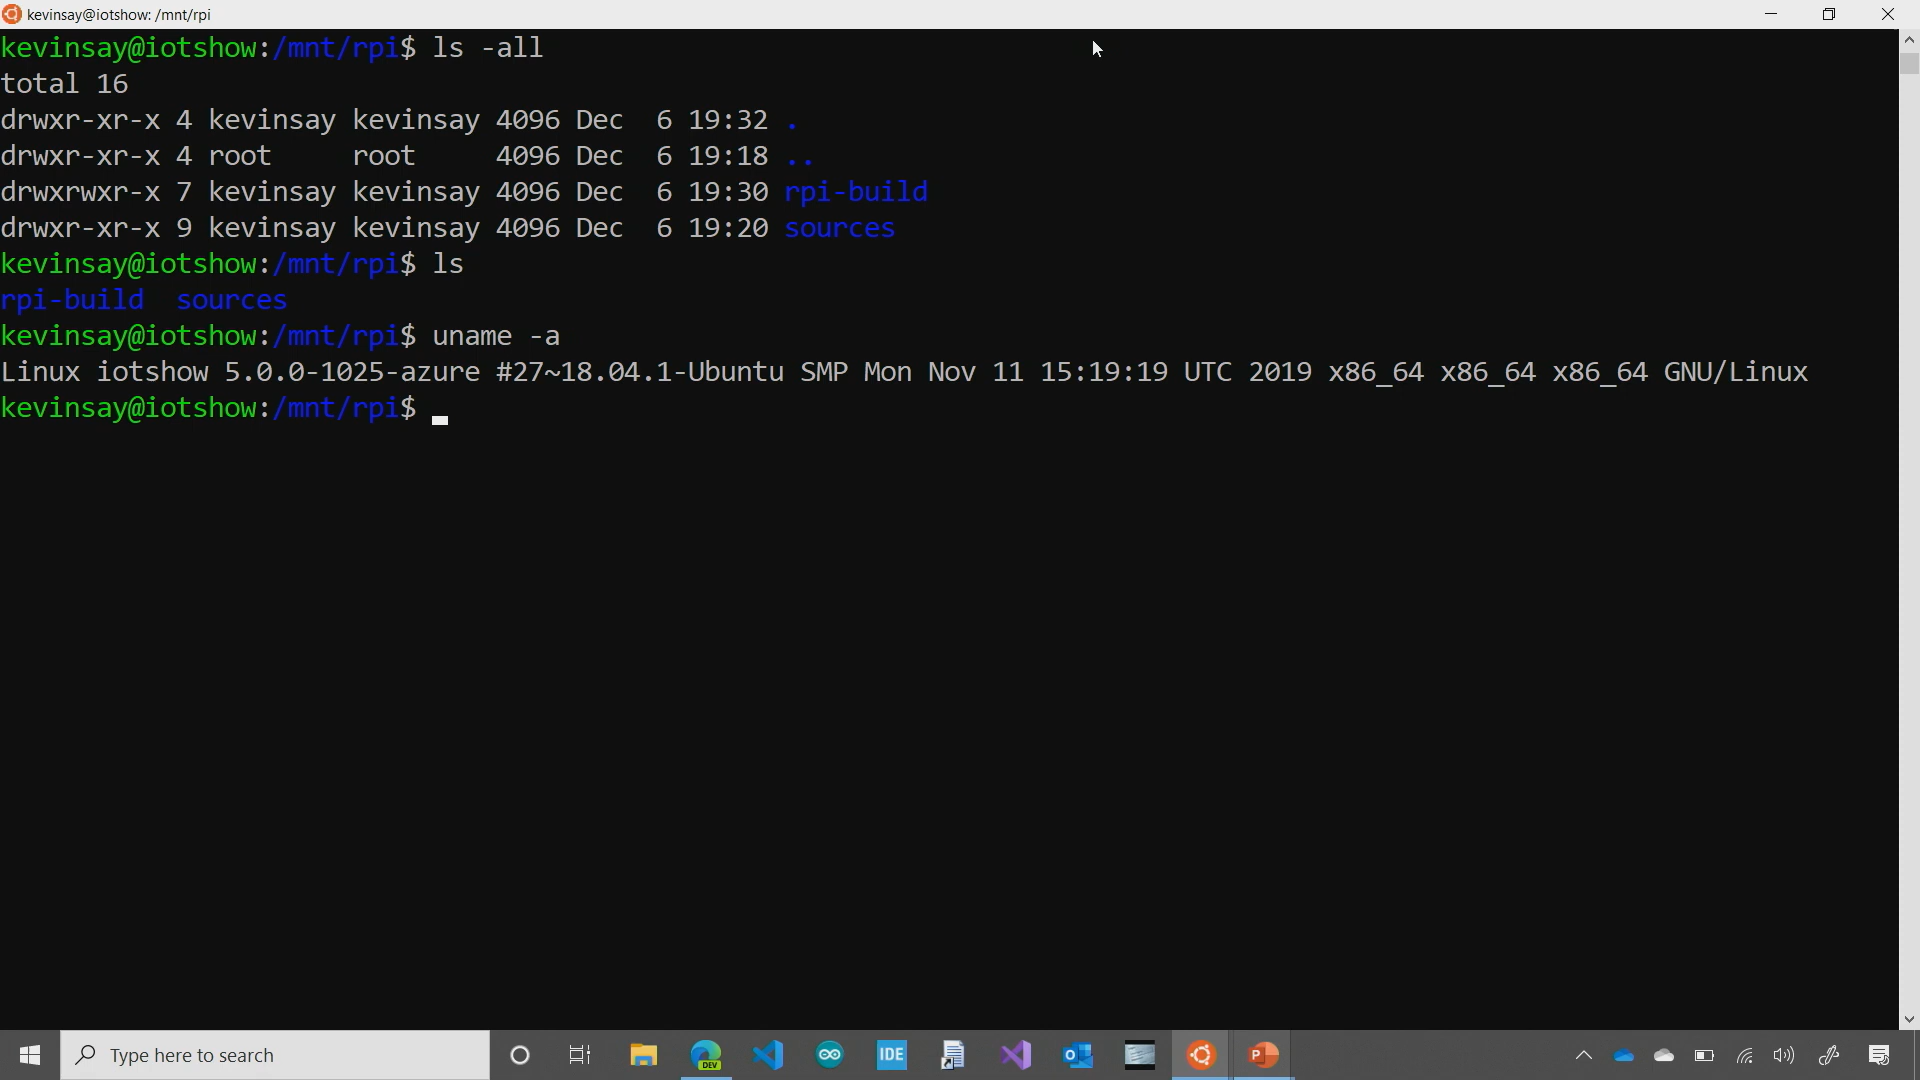 kevinsay@iotshow: /mnt/rpi
kevinsay@iotshow:/mnt/rpi$ ls -all
total 16
drwxr-xr-x 4 kevinsay kevinsay 4096 Dec  6 19:32 .
drwxr-xr-x 4 root     root     4096 Dec  6 19:18 ..
drwxrwxr-x 7 kevinsay kevinsay 4096 Dec  6 19:30 rpi-build
drwxr-xr-x 9 kevinsay kevinsay 4096 Dec  6 19:20 sources
kevinsay@iotshow:/mnt/rpi$ ls
rpi-build  sources
kevinsay@iotshow:/mnt/rpi$ uname -a
Linux iotshow 5.0.0-1025-azure #27~18.04.1-Ubuntu SMP Mon Nov 11 15:19:19 UTC 2019 x86_64 x86_64 x86_64 GNU/Linux
kevinsay@iotshow:/mnt/rpi$
Type here to search
DEV
IDE